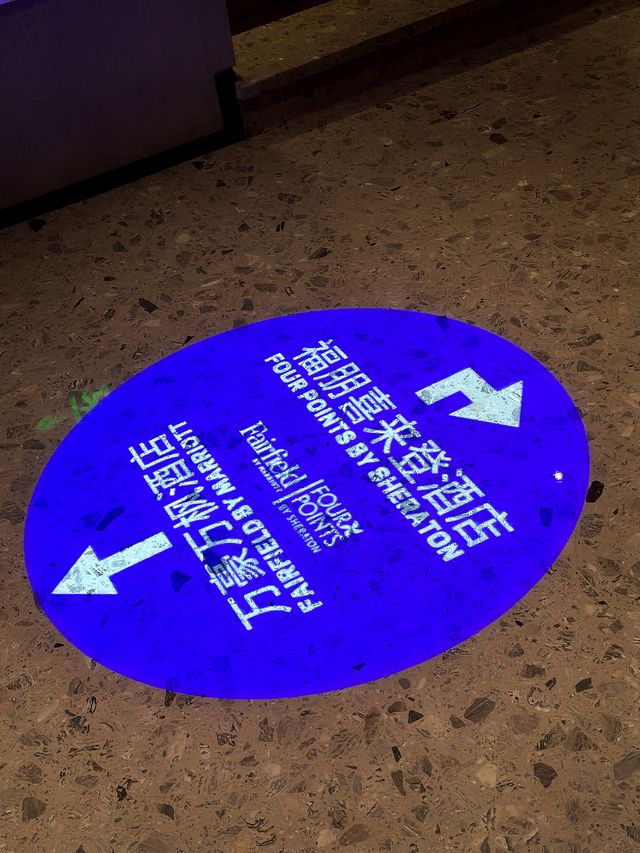 福朋喜来登酒店
FOUR POINTS BY SHERATON
Fairfield
BY MARRIOTT
FOUR
POINTS
BY SHERATON
万豪万枫酒店
FAIRFIELD BY MARRIOTT